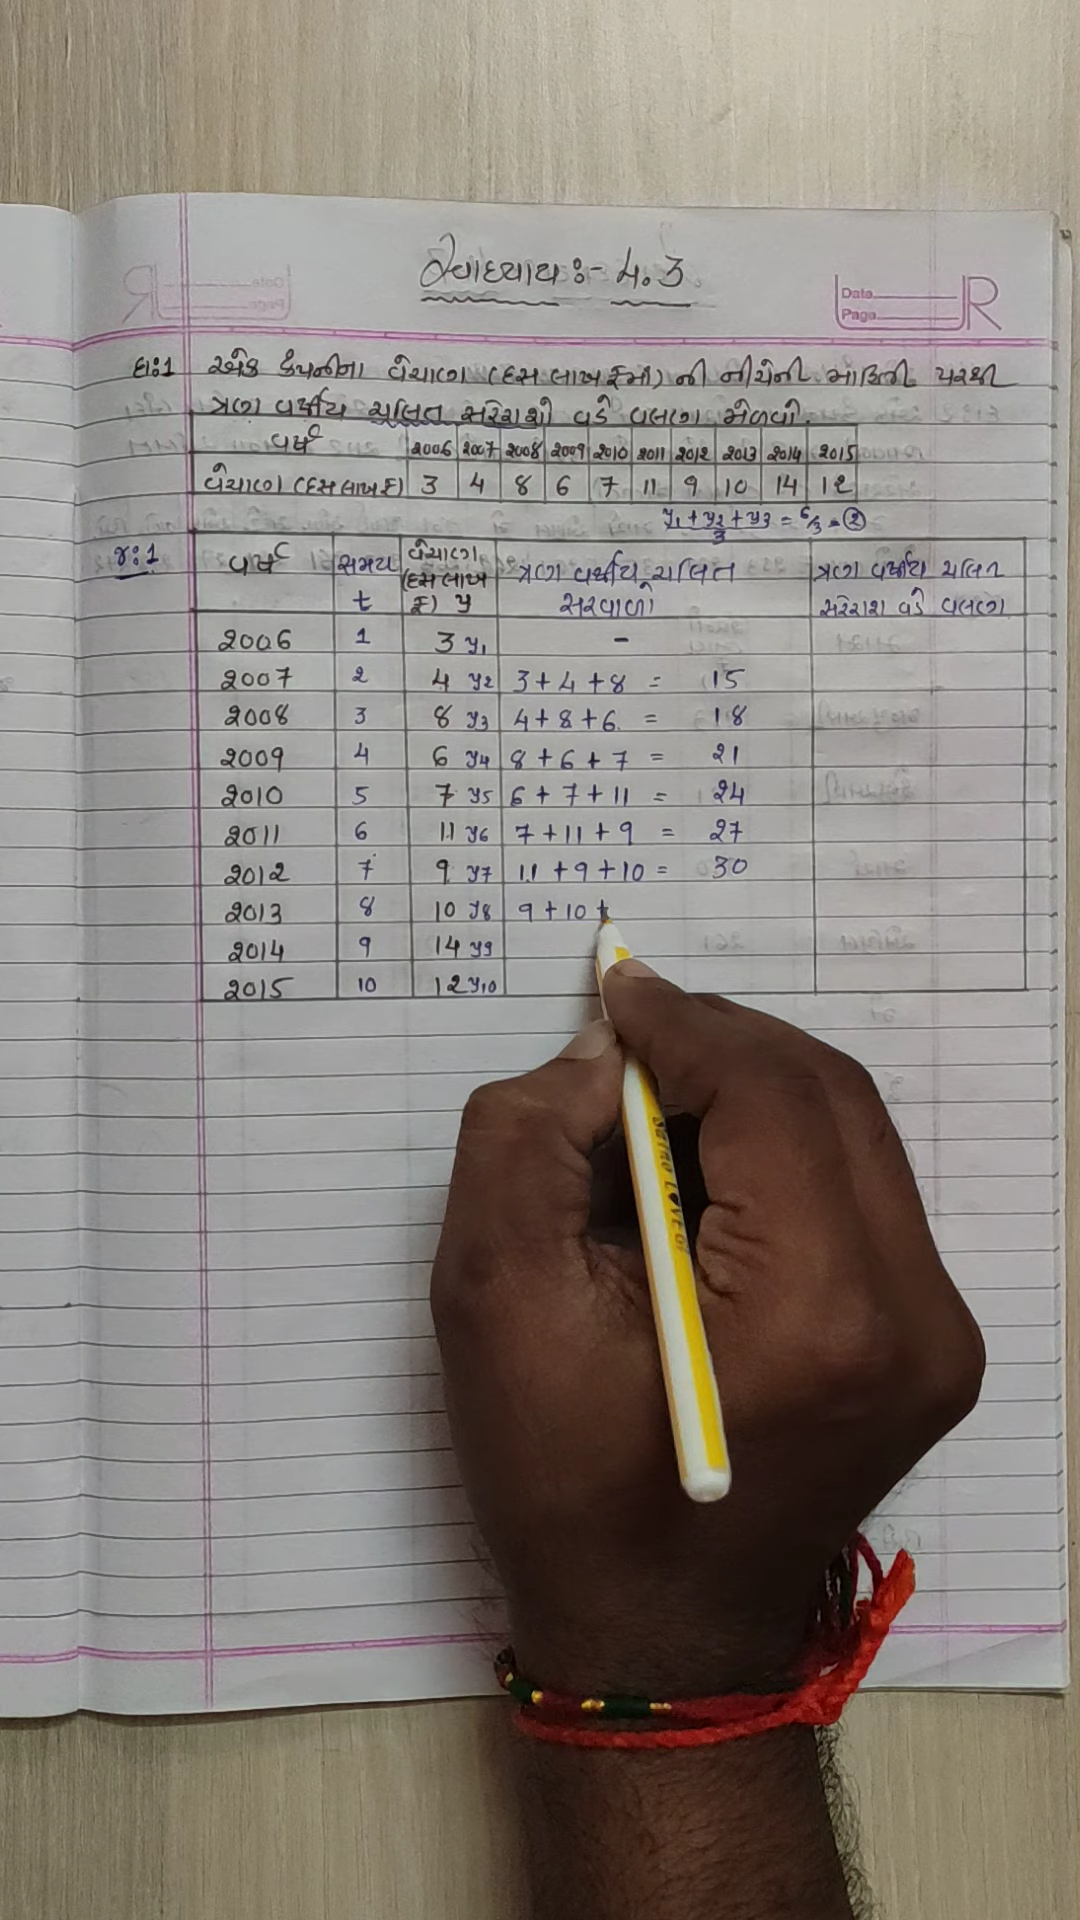 સ્વાધ્યાય :- 4.3
Date
Page
R
દા:1 એક કંપનીના વેચાણ (દસ લાખ ₹માં) ની નીચેની માહિતી પરથી
ત્રણ વર્ષીય ચલિત સરેરાશો વડે વલણ મેળવો.
વર્ષ 2006 2007 2008 2009 2010 2011 2012 2013 2014 2015
વેચાણ (દસ લાખ ₹) 3 4 8 6 7 11 9 10 14 12
y1 + y2 + y3 / 3 = 6/3 = 2
જ:1 વર્ષ સમય t વેચાણ (દસ લાખ ₹) y ત્રણ વર્ષીય ચલિત સરવાળો ત્રણ વર્ષીય ચલિત સરેરાશ વડે વલણ
2006 1 3 y1 -
2007 2 4 y2 3 + 4 + 8 = 15
2008 3 8 y3 4 + 8 + 6 = 18
2009 4 6 y4 8 + 6 + 7 = 21
2010 5 7 y5 6 + 7 + 11 = 24
2011 6 11 y6 7 + 11 + 9 = 27
2012 7 9 y7 11 + 9 + 10 = 30
2013 8 10 y8 9 + 10 +
2014 9 14 y9
2015 10 12 y10